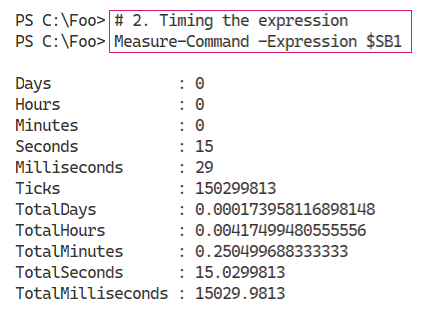 PS C:\Foo> # 2. Timing the expression
PS C:\Foo> Measure-Command -Expression $SB1
Days              : 0
Hours             : 0
Minutes           : 0
Seconds           : 15
Milliseconds      : 29
Ticks             : 150299813
TotalDays         : 0.000173958116898148
TotalHours        : 0.00417499480555556
TotalMinutes      : 0.250499688333333
TotalSeconds      : 15.0299813
TotalMilliseconds : 15029.9813